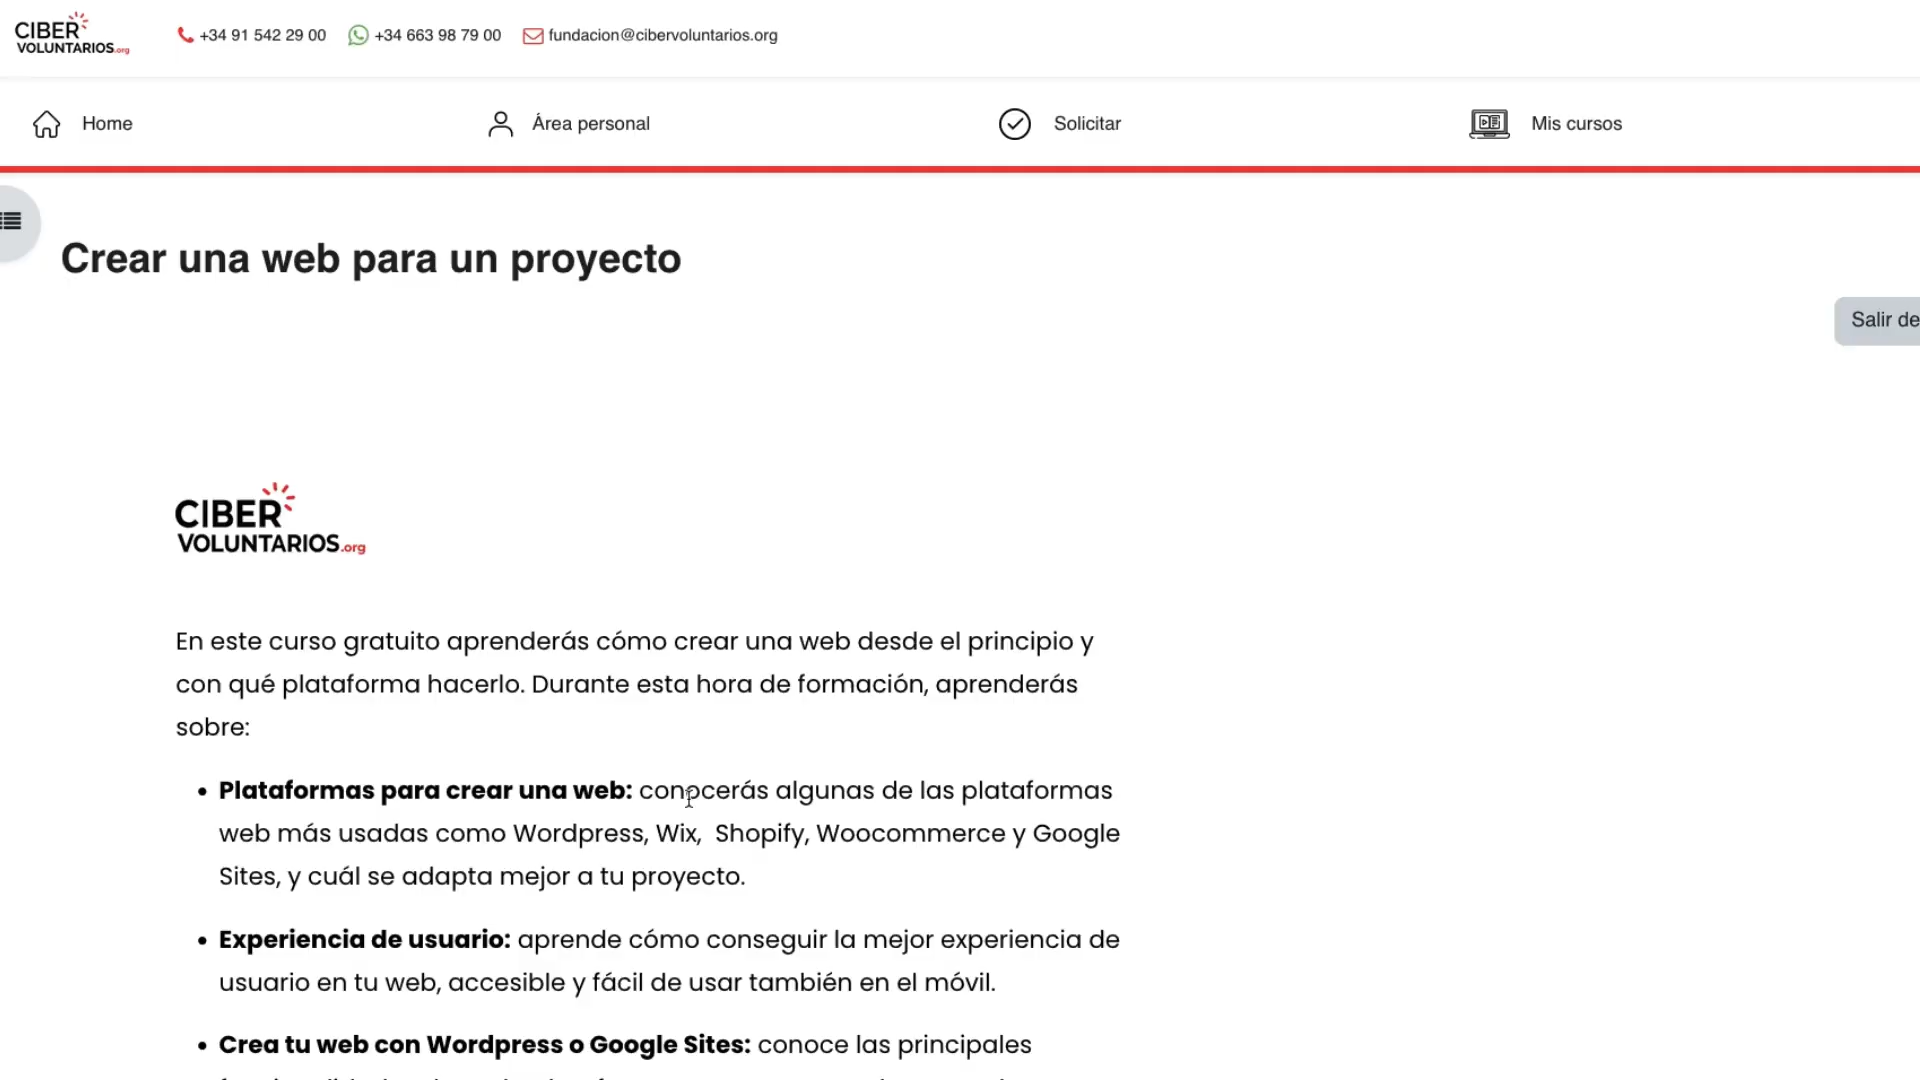 CIBER
VOLUNTARIOS.org
+34 91 542 29 00
+34 663 98 79 00
fundacion@cibervoluntarios.org
Home
Área personal
Solicitar
Mis cursos
Crear una web para un proyecto
Salir de
CIBER
VOLUNTARIOS.org
En este curso gratuito aprenderás cómo crear una web desde el principio y
con qué plataforma hacerlo. Durante esta hora de formación, aprenderás
sobre:
• Plataformas para crear una web: conocerás algunas de las plataformas
web más usadas como Wordpress, Wix, Shopify, Woocommerce y Google
Sites, y cuál se adapta mejor a tu proyecto.
• Experiencia de usuario: aprende cómo conseguir la mejor experiencia de
usuario en tu web, accesible y fácil de usar también en el móvil.
• Crea tu web con Wordpress o Google Sites: conoce las principales